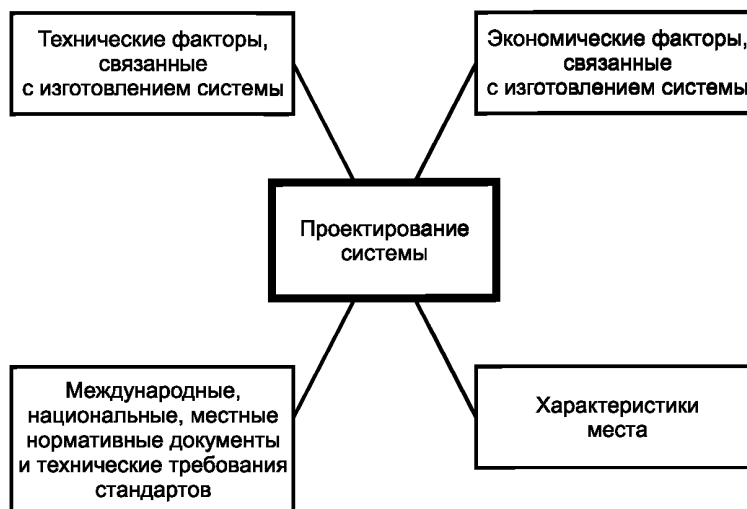 Технические факторы,
связанные
с изготовлением системы
Экономические факторы,
связанные
с изготовлением системы
Проектирование
системы
Международные,
национальные, местные
нормативные документы
и технические требования
стандартов
Характеристики
места